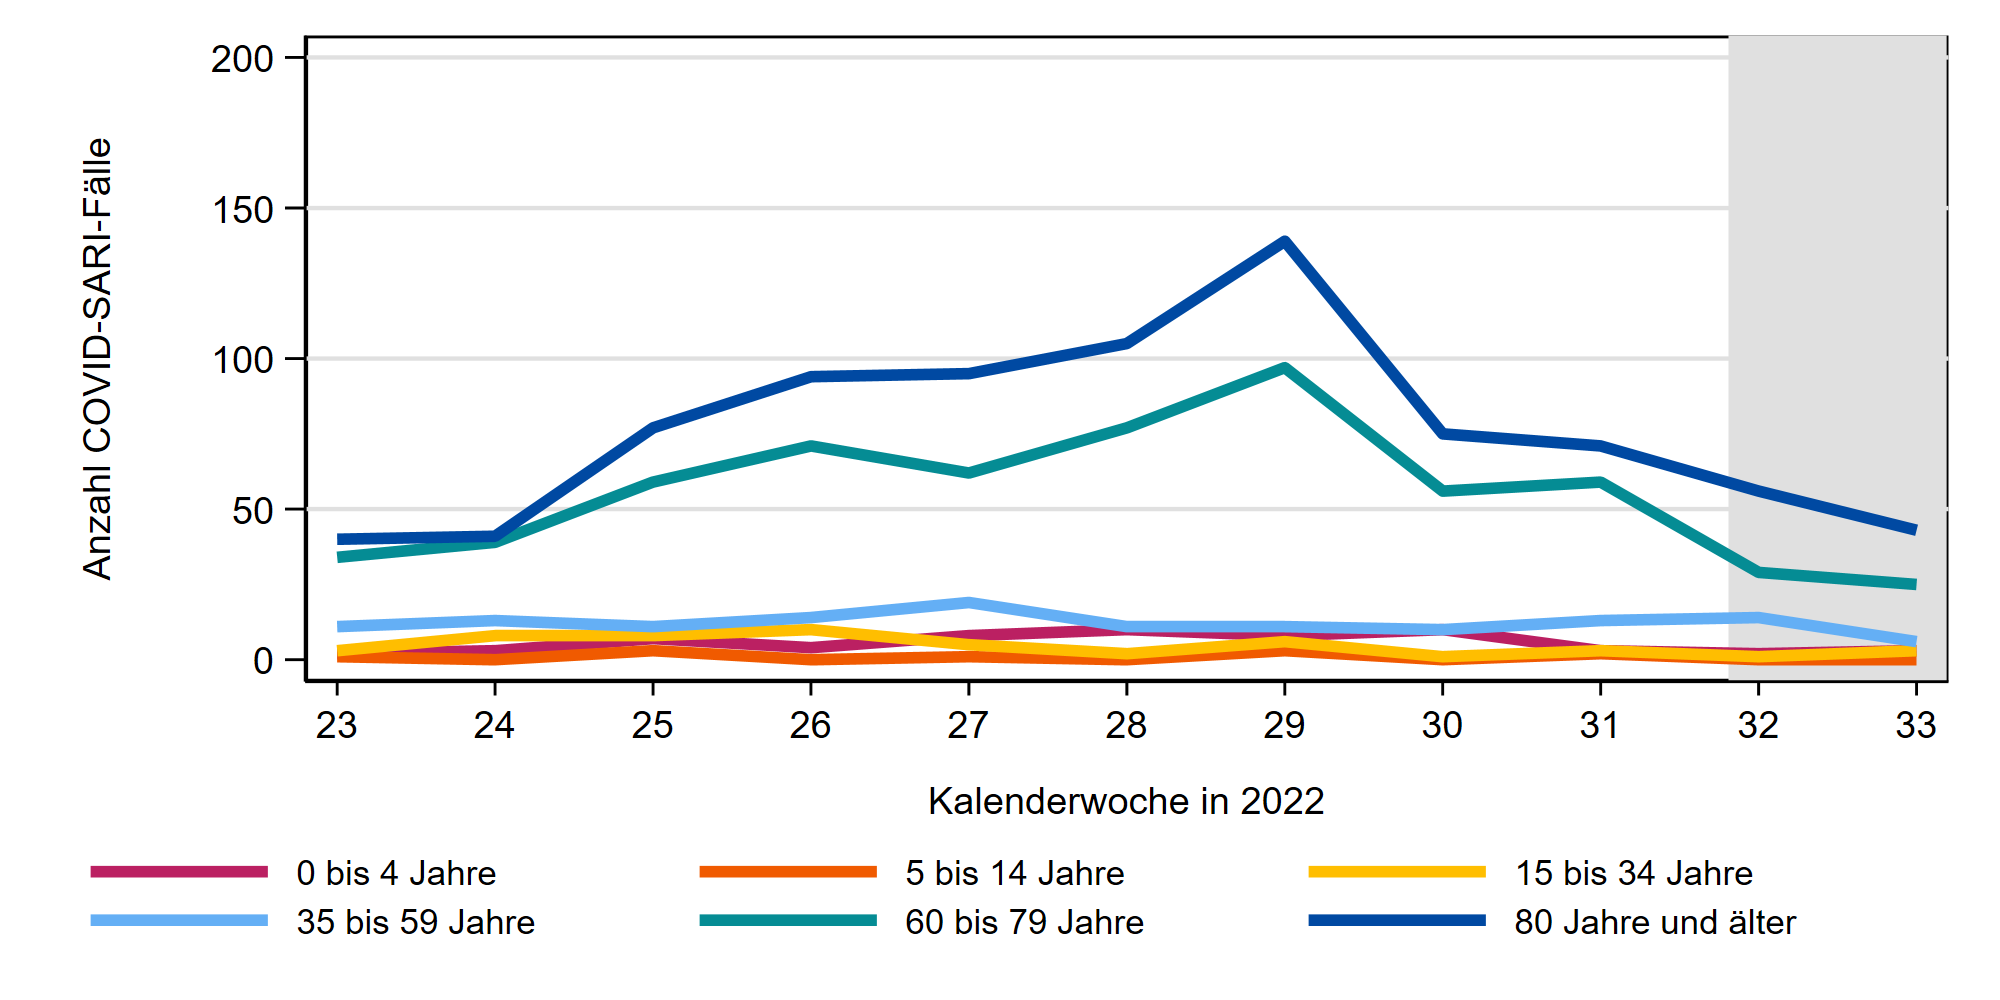 Anzahl COVID-SARI-Fälle
200
150
100
50
0
23 24 25 26 27 28 29 30 31 32 33
Kalenderwoche in 2022
0 bis 4 Jahre 5 bis 14 Jahre 15 bis 34 Jahre
35 bis 59 Jahre 60 bis 79 Jahre 80 Jahre und älter